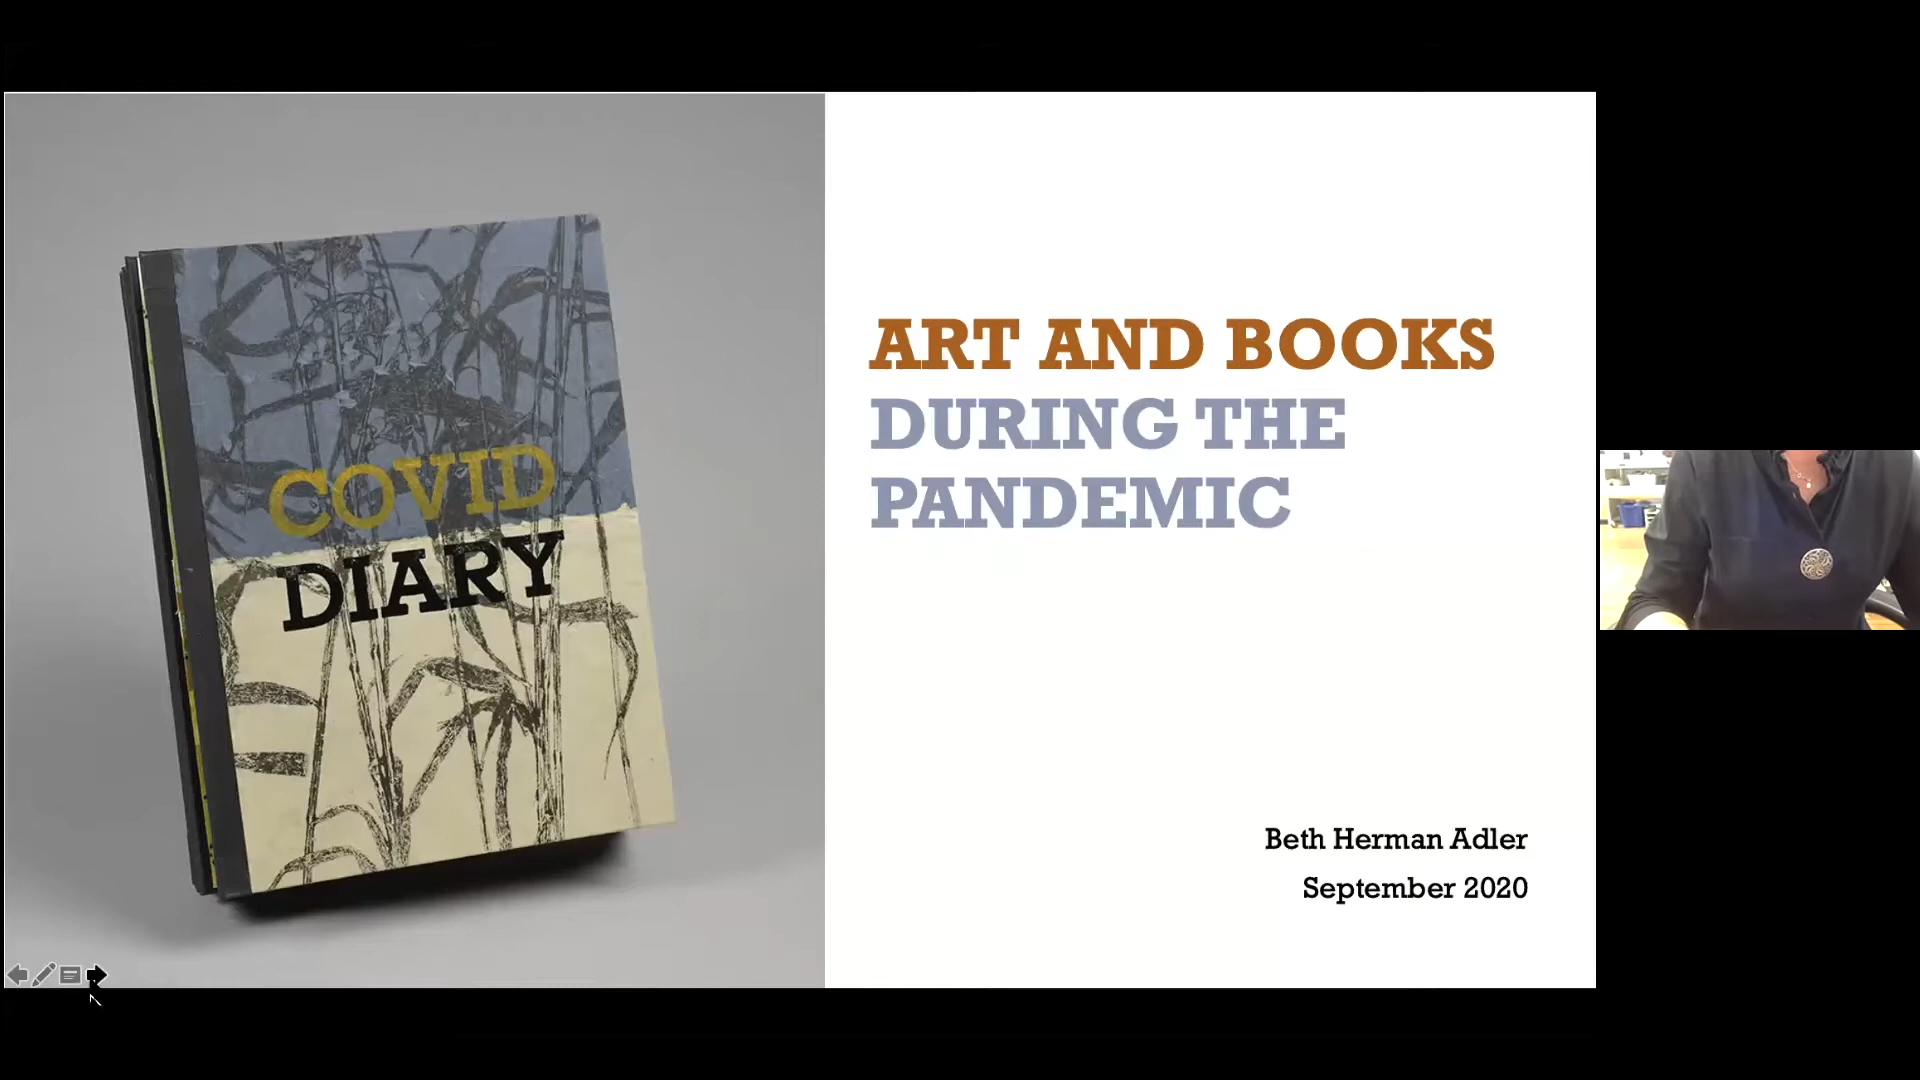 COVID
DIARY
ART AND BOOKS
DURING THE
PANDEMIC
Beth Herman Adler
September 2020